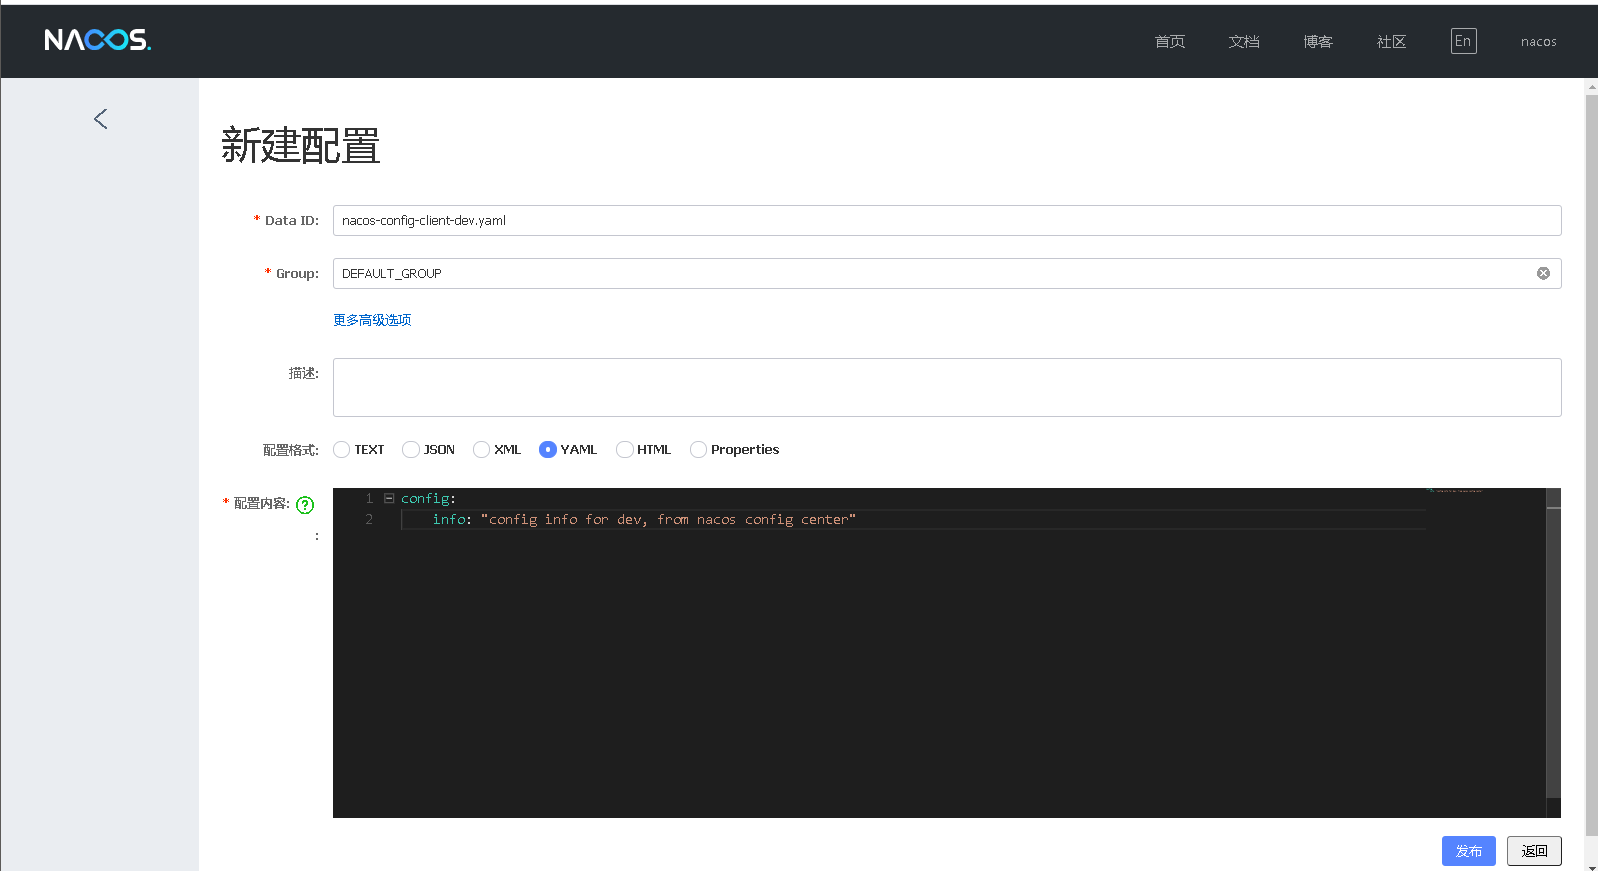 NACOS.
首页 文档 博客 社区 En nacos
新建配置
* Data ID: nacos-config-client-dev.yaml
* Group: DEFAULT_GROUP
更多高级选项
描述:
配置格式: TEXT JSON XML YAML HTML Properties
* 配置内容: ?
:
1 config:
2 info: "config info for dev, from nacos config center"
发布 返回